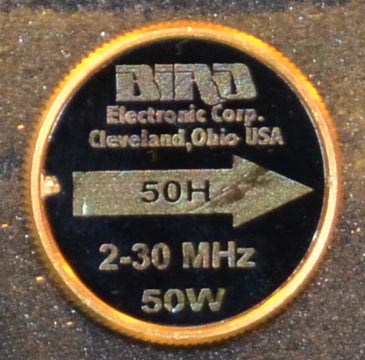 BIRD
Electronic Corp.
Cleveland,Ohio USA
50H
2-30 MHz
50W